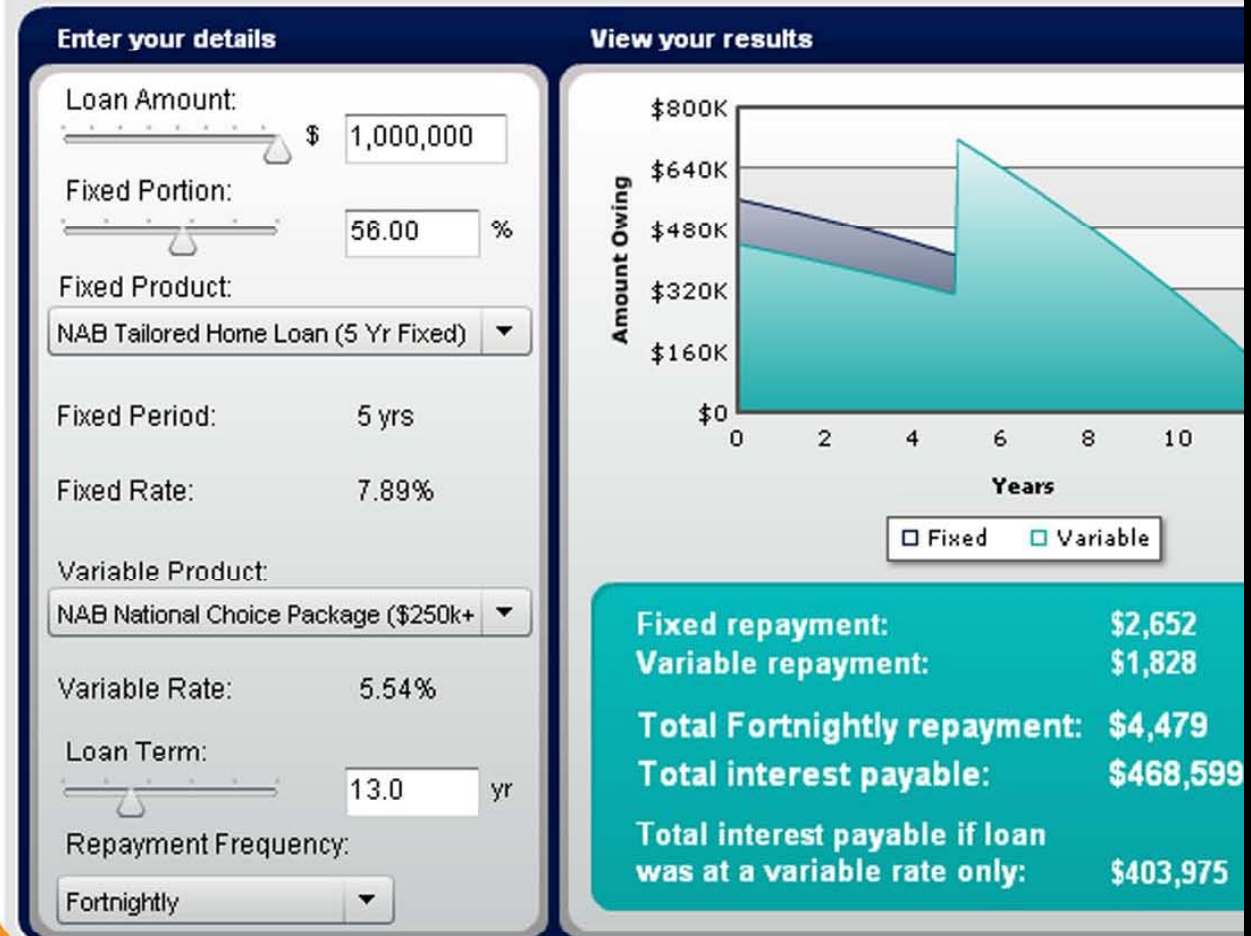 Enter your details
Loan Amount:
$ 1,000,000
Fixed Portion:
56.00 %
Fixed Product:
NAB Tailored Home Loan (5 Yr Fixed)
Fixed Period: 5 yrs
Fixed Rate: 7.89%
Variable Product:
NAB National Choice Package ($250k+
Variable Rate: 5.54%
Loan Term:
13.0 yr
Repayment Frequency:
Fortnightly
View your results
$800K
$640K
$480K
$320K
$160K
$0
Amount Owing
0 2 4 6 8 10
Years
Fixed Variable
Fixed repayment: $2,652
Variable repayment: $1,828
Total Fortnightly repayment: $4,479
Total interest payable: $468,599
Total interest payable if loan
was at a variable rate only: $403,975